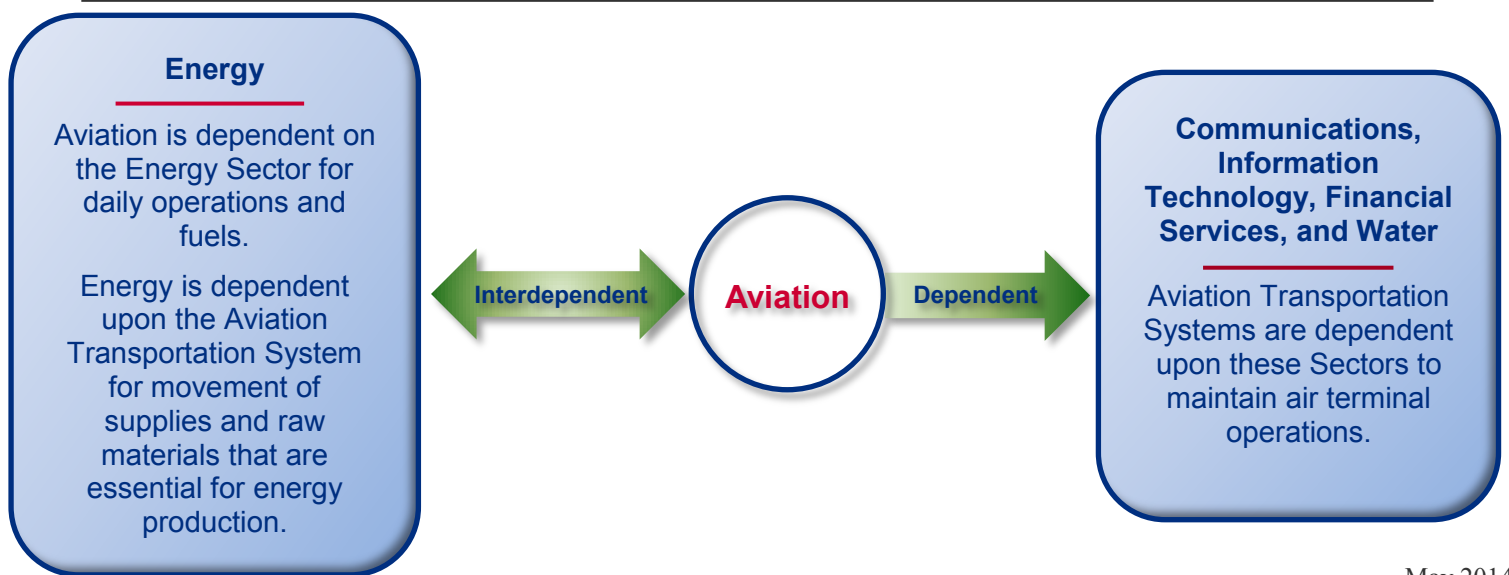 Energy
Aviation is dependent on
the Energy Sector for
daily operations and
fuels.
Energy is dependent
upon the Aviation
Transportation System
for movement of
supplies and raw
materials that are
essential for energy
production.
Interdependent
Aviation
Dependent
Communications,
Information
Technology, Financial
Services, and Water
Aviation Transportation
Systems are dependent
upon these Sectors to
maintain air terminal
operations.
May 2014